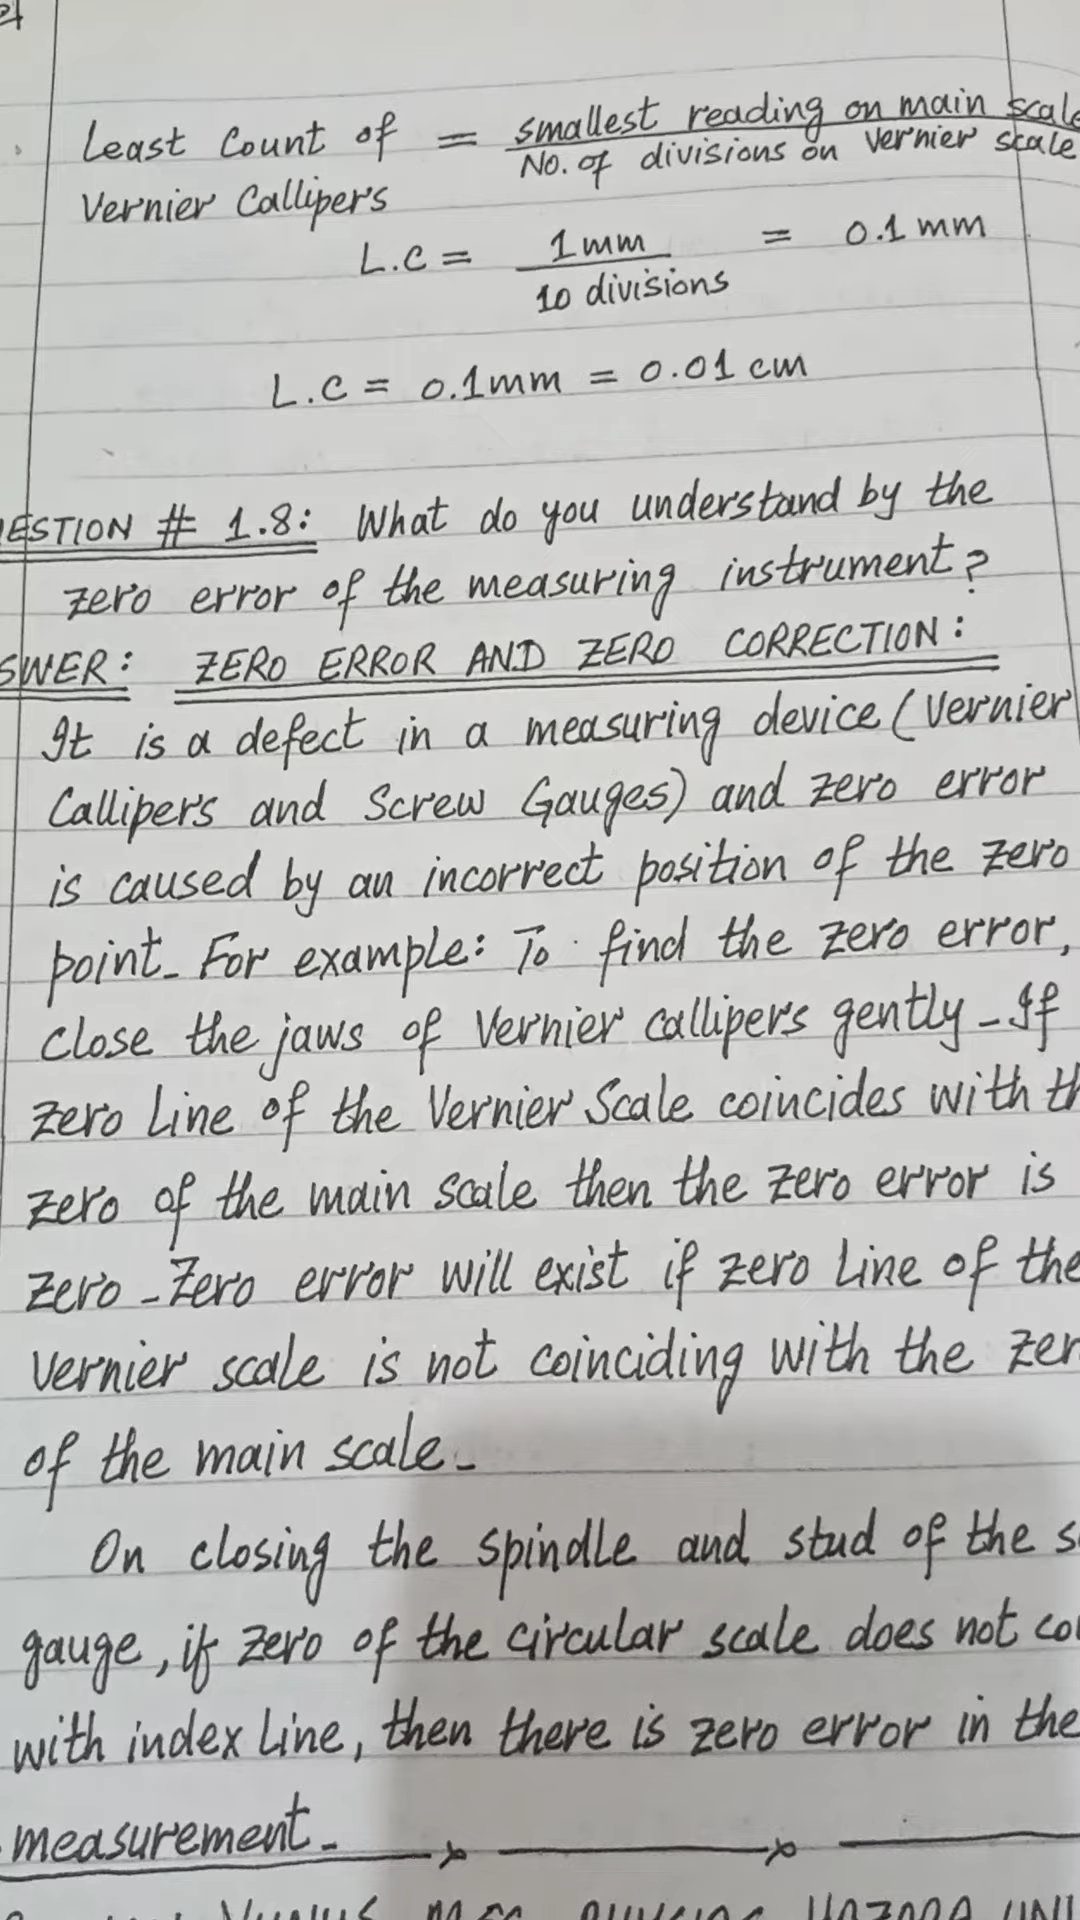 Least Count of = smallest reading on main scale
Vernier Callipers No. of divisions on Vernier scale
L.C = 1mm = 0.1 mm
10 divisions
L.C = 0.1mm = 0.01 cm
ESTION # 1.8: What do you understand by the
zero error of the measuring instrument?
SWER: ZERO ERROR AND ZERO CORRECTION:
It is a defect in a measuring device (Vernier
Callipers and Screw Gauges) and zero error
is caused by an incorrect position of the zero
point_ For example: To find the zero error,
close the jaws of Vernier callipers gently_If
zero Line of the Vernier Scale coincides with th
zero of the main scale then the zero error is
zero_Zero error will exist if zero Line of the
Vernier scale is not coinciding with the zer
of the main scale_
On closing the spindle and stud of the s
gauge, if zero of the circular scale does not co
with index Line, then there is zero error in the
measurement_